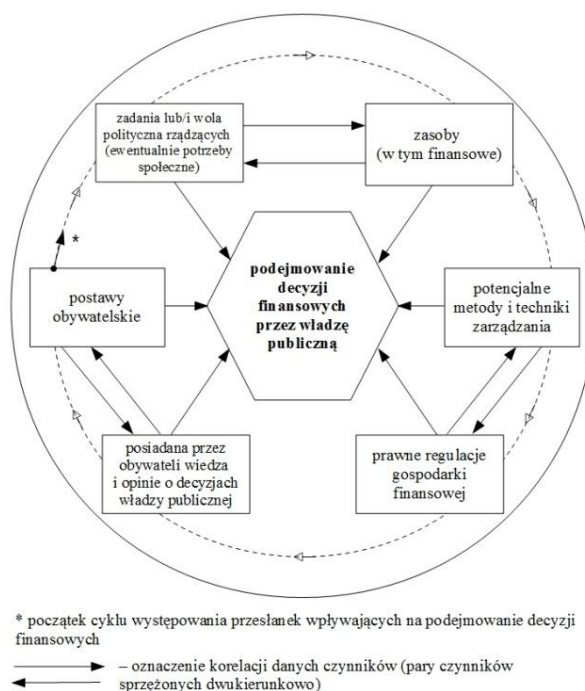 zadania lub/i wola
polityczna rządzących
(ewentualnie potrzeby
społeczne)
zasoby
(w tym finansowe)
*
podejmowanie
decyzji
finansowych
przez władzę
publiczną
postawy
obywatelskie
potencjalne
metody i techniki
zarządzania
posiadana przez
obywateli wiedza
i opinie o decyzjach
władzy publicznej
prawne regulacje
gospodarki
finansowej
* początek cyklu występowania przesłanek wpływających na podejmowanie decyzji
finansowych
– oznaczenie korelacji danych czynników (pary czynników
sprzężonych dwukierunkowo)